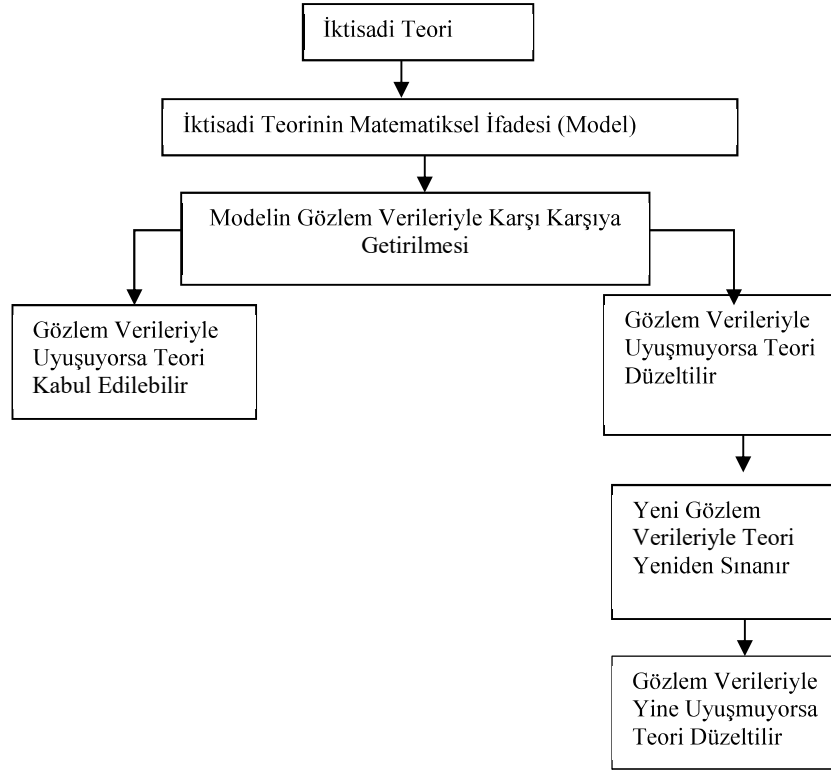 İktisadi Teori
İktisadi Teorinin Matematiksel İfadesi (Model)
Modelin Gözlem Verileriyle Karşı Karşıya
Getirilmesi
Gözlem Verileriyle
Uyuşuyorsa Teori
Kabul Edilebilir
Gözlem Verileriyle
Uyuşmuyorsa Teori
Düzeltilir
Yeni Gözlem
Verileriyle Teori
Yeniden Sınanır
Gözlem Verileriyle
Yine Uyuşmuyorsa
Teori Düzeltilir